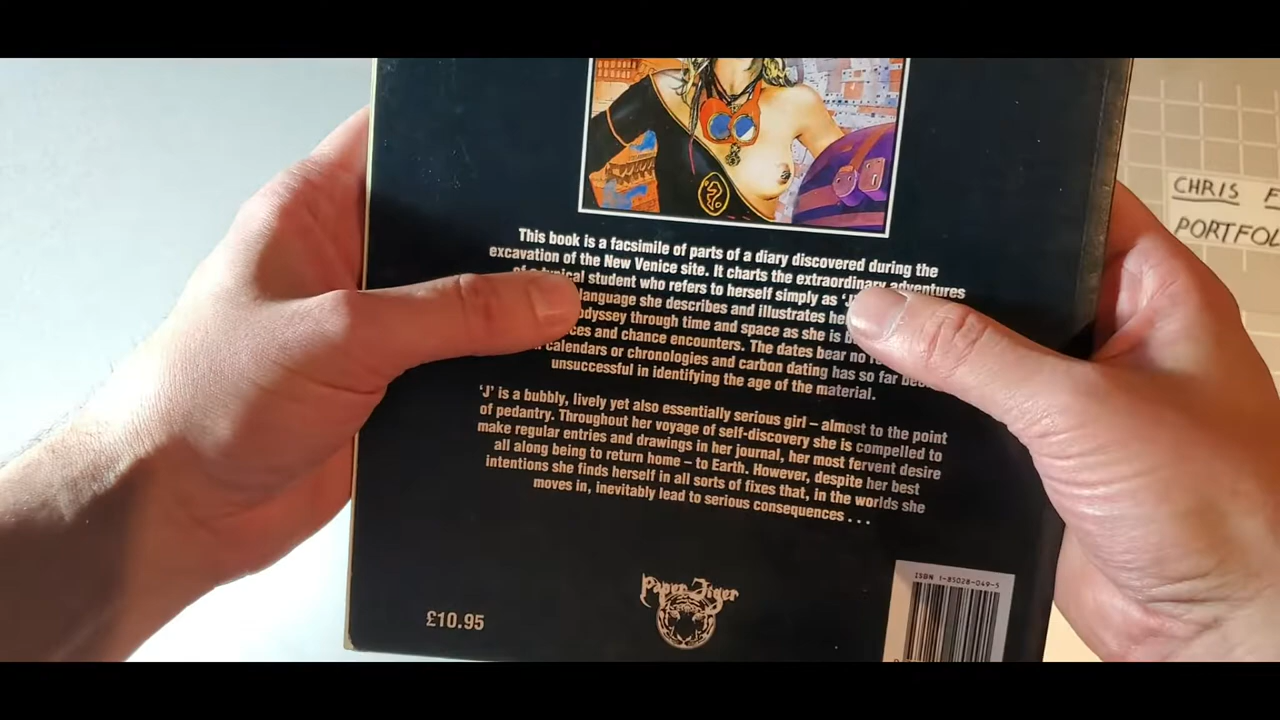 CHRIS
PORTFOL
This book is a facsimile of parts of a diary discovered during the
excavation of the New Venice site. It charts the extraordinary adventures
typical student who refers to herself simply as 'J
language she describes and illustrates
odyssey through time and space as she is
and chance encounters. The dates bear no
calendars or chronologies and carbon dating has so far
unsuccessful in identifying the age of the material.
'J' is a bubbly, lively yet also essentially serious girl – almost to the point
of pedantry. Throughout her voyage of self-discovery she is compelled to
make regular entries and drawings in her journal, her most fervent desire
all along being to return home – to Earth. However, despite her best
intentions she finds herself in all sorts of fixes that, in the worlds she
moves in, inevitably lead to serious consequences . . .
Paper Tiger
£10.95
ISBN 1-85028-049-5